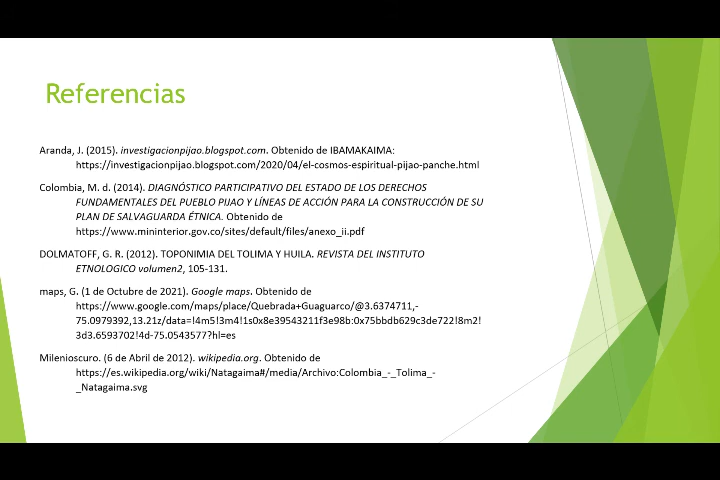 Referencias
Aranda, J. (2015). investigacionpijao.blogspot.com. Obtenido de IBAMAKAIMA:
https://investigacionpijao.blogspot.com/2020/04/el-cosmos-espiritual-pijao-panche.html
Colombia, M. d. (2014). DIAGNÓSTICO PARTICIPATIVO DEL ESTADO DE LOS DERECHOS
FUNDAMENTALES DEL PUEBLO PIJAO Y LÍNEAS DE ACCIÓN PARA LA CONSTRUCCIÓN DE SU
PLAN DE SALVAGUARDA ÉTNICA. Obtenido de
https://www.mininterior.gov.co/sites/default/files/anexo_ii.pdf
DOLMATOFF, G. R. (2012). TOPONIMIA DEL TOLIMA Y HUILA. REVISTA DEL INSTITUTO
ETNOLOGICO volumen2, 105-131.
maps, G. (1 de Octubre de 2021). Google maps. Obtenido de
https://www.google.com/maps/place/Quebrada+Guaguarco/@3.6374711,-
75.0979392,13.21z/data=!4m5!3m4!1s0x8e39543211f3e98b:0x75bbdb629c3de722!8m2!
3d3.6593702!4d-75.0543577?hl=es
Milenioscuro. (6 de Abril de 2012). wikipedia.org. Obtenido de
https://es.wikipedia.org/wiki/Natagaima#/media/Archivo:Colombia_-_Tolima_-
_Natagaima.svg